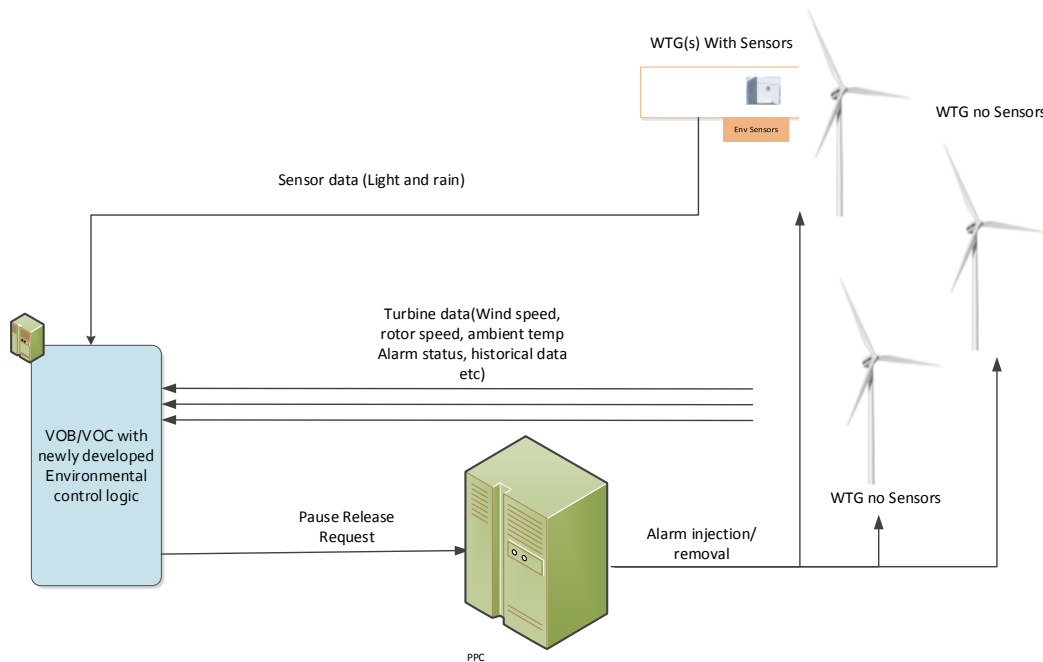 WTG(s) With Sensors
Env Sensors
WTG no Sensors
Sensor data (Light and rain)
Turbine data(Wind speed,
rotor speed, ambient temp
Alarm status, historical data
etc)
VOB/VOC with
newly developed
Environmental
control logic
WTG no Sensors
Pause Release
Request
Alarm injection/
removal
PPC